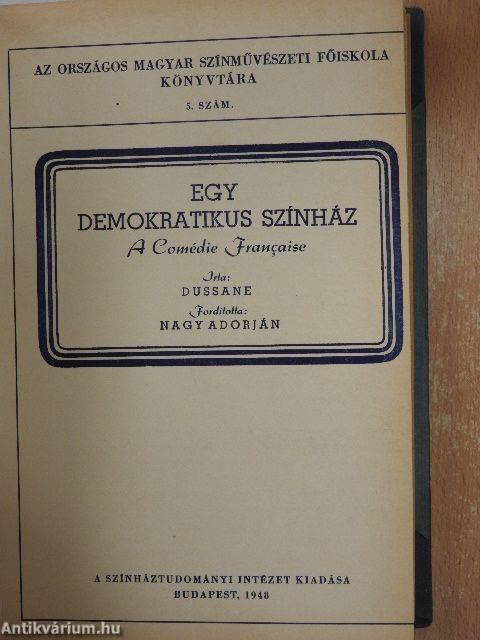 AZ ORSZÁGOS MAGYAR SZÍNMŰVÉSZETI FŐISKOLA
KÖNYVTÁRA
5. SZÁM.
EGY
DEMOKRATIKUS SZÍNHÁZ
A Comédie Française
Irta:
DUSSANE
Fordította:
NAGY ADORJÁN
A SZÍNHÁZTUDOMÁNYI INTÉZET KIADÁSA
BUDAPEST, 1948
Antikvárium.hu